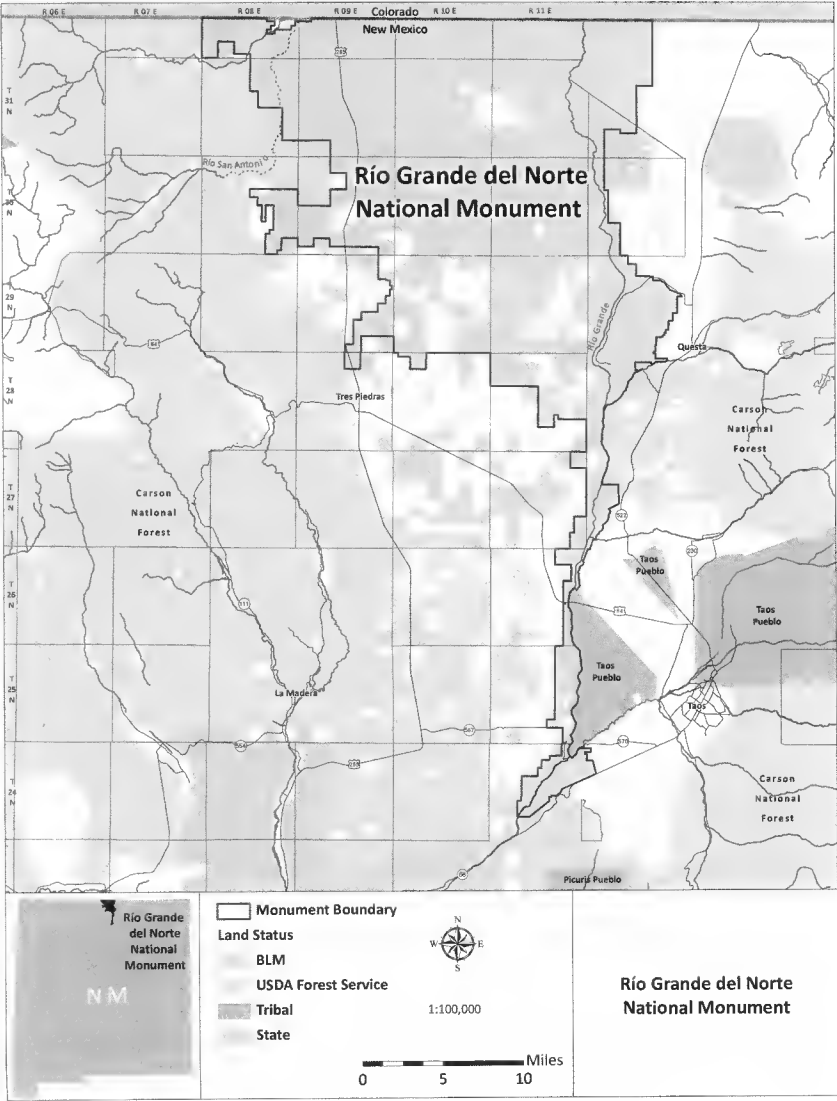 R 06 E
R 07 E
R 08 E
R 09 E
Colorado
R 10 E
R 11 E
New Mexico
285
T
31
N
Río San Antonio
Río Grande del Norte
National Monument
N
T
29
N
Río Grande
64
Questa
T
28
N
Tres Piedras
Carson
National
Forest
T
27
N
Carson
National
Forest
522
230
Taos
Pueblo
T
26
N
111
Taos
Pueblo
Taos
Pueblo
T
25
N
La Madera
Taos
567
570
554
285
T
24
N
Carson
National
Forest
68
Picuris Pueblo
Río Grande
del Norte
National
Monument
NM
Monument Boundary
Land Status
BLM
USDA Forest Service
Tribal
State
N
W
E
S
1:100,000
Miles
0
5
10
Río Grande del Norte
National Monument